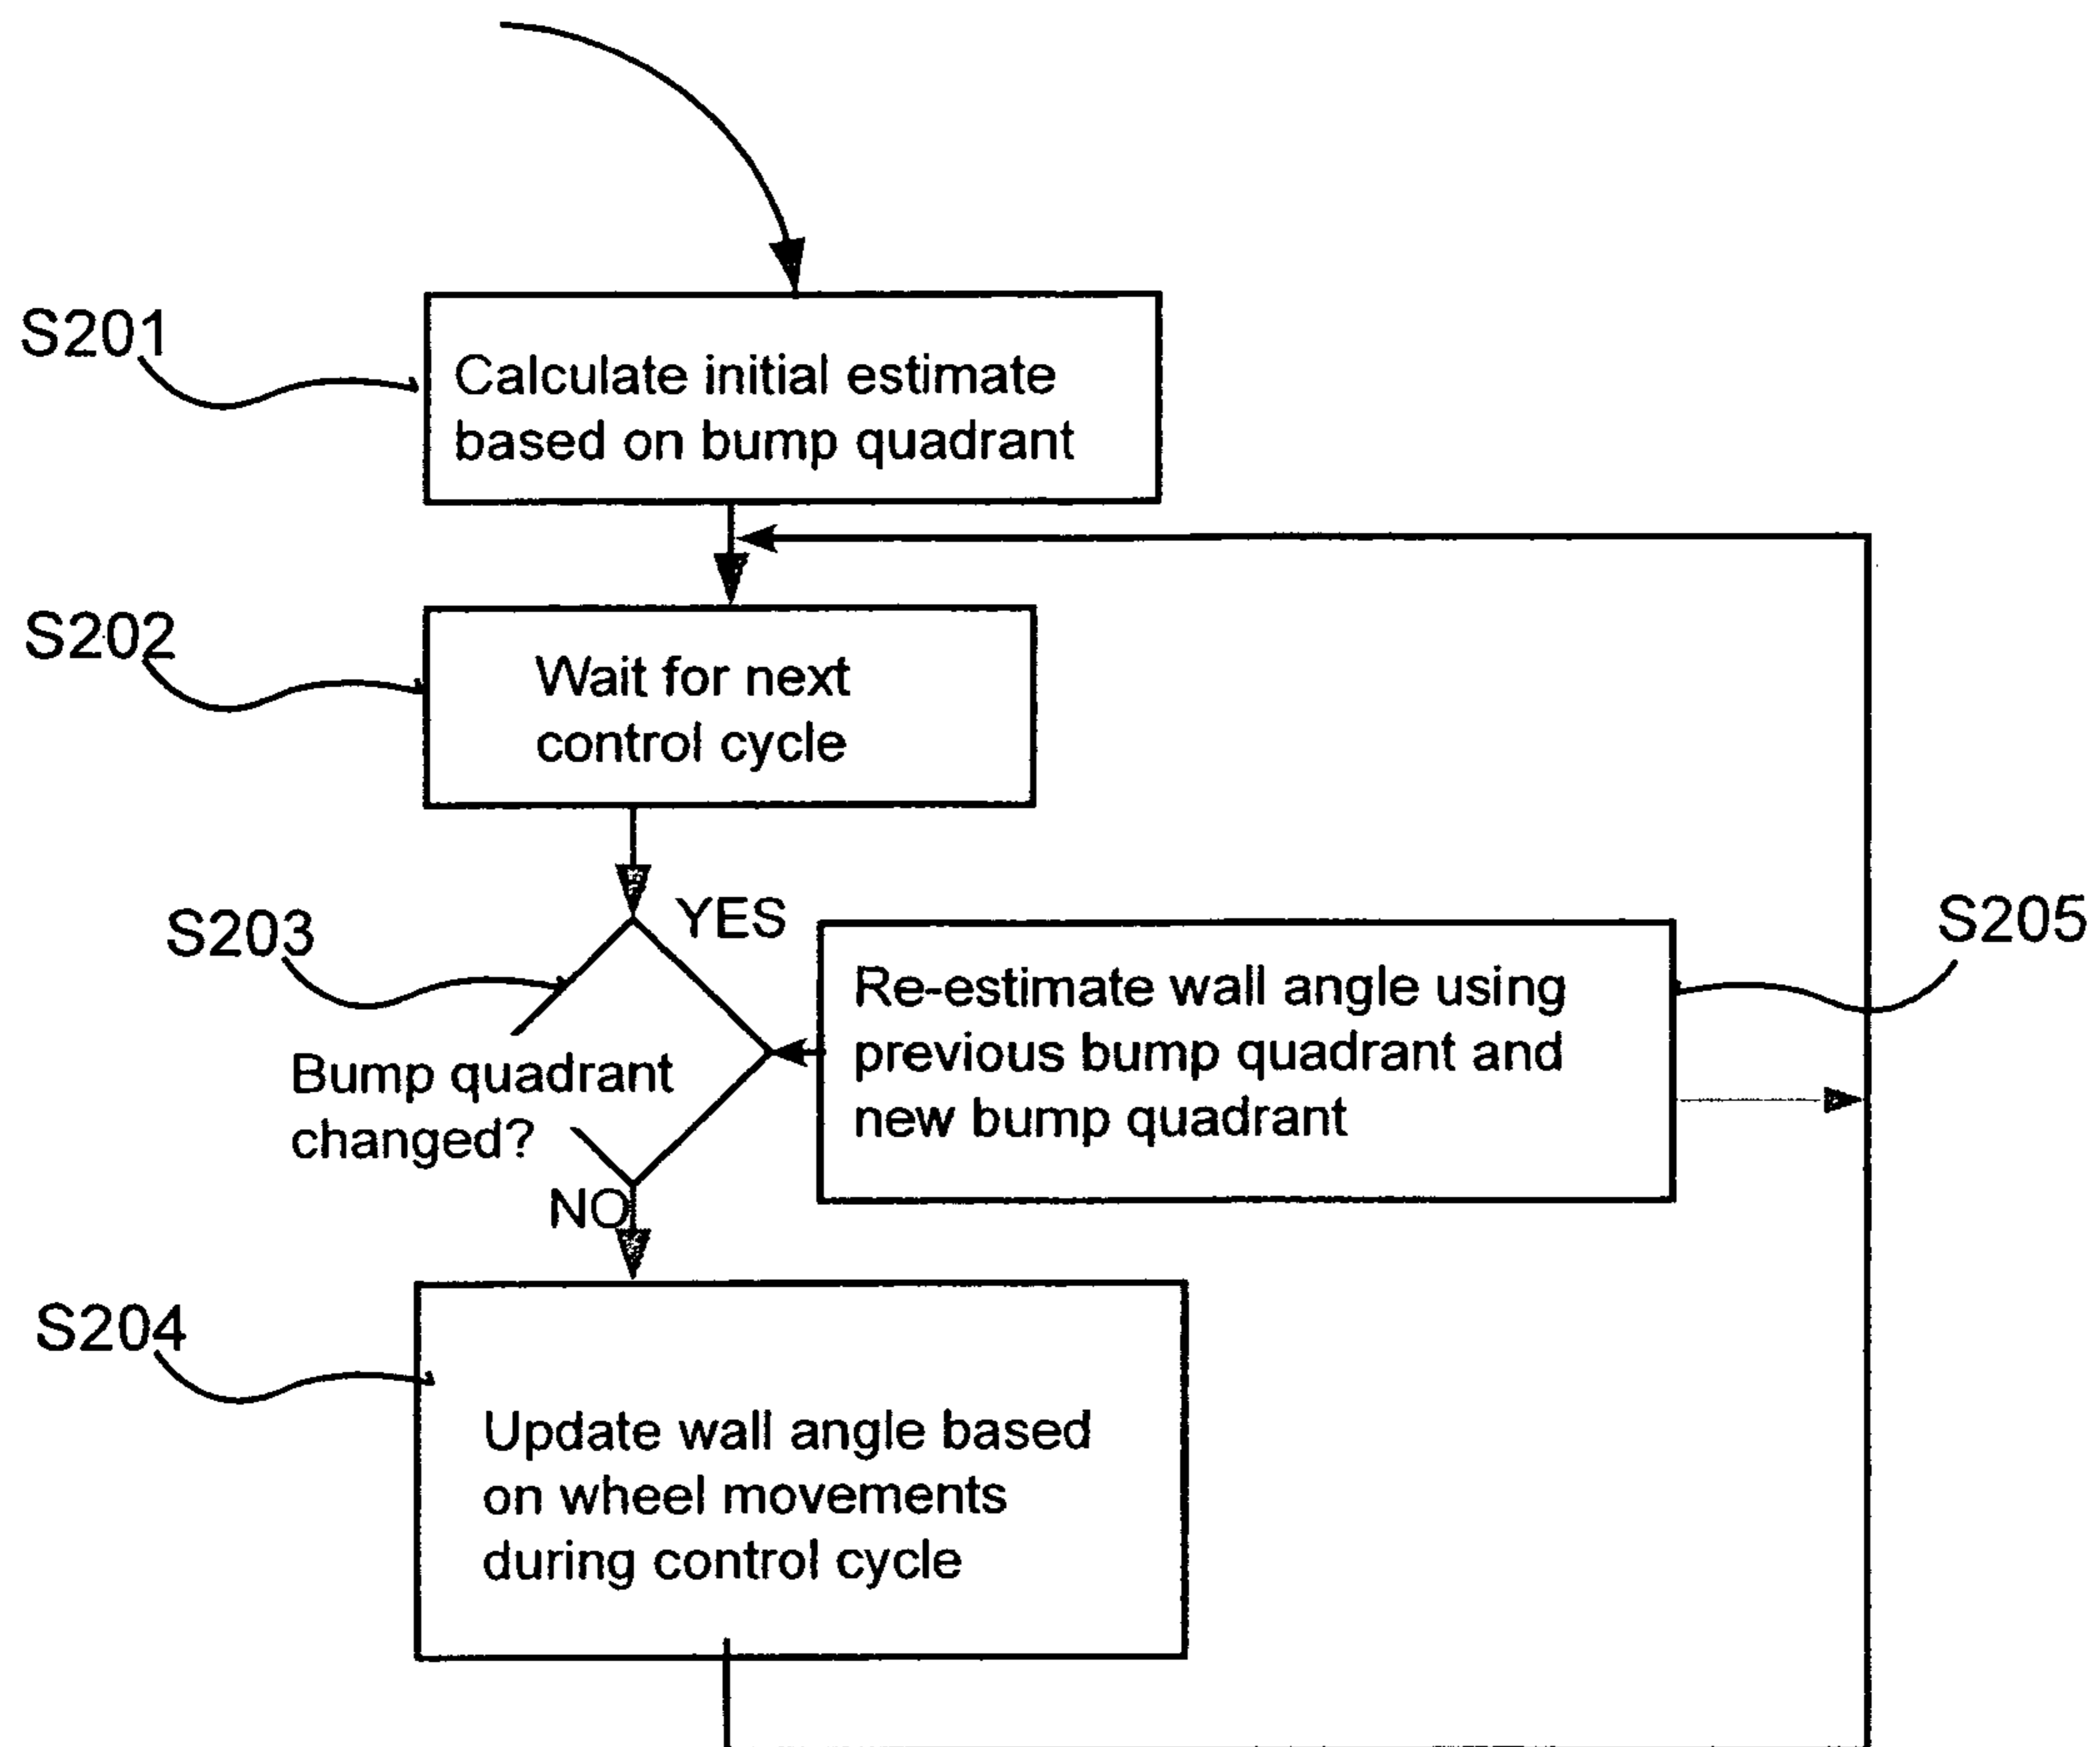 S201
Calculate initial estimate
based on bump quadrant
S202
Wait for next
control cycle
S203
YES
Bump quadrant
changed?
NO
Re-estimate wall angle using
previous bump quadrant and
new bump quadrant
S205
S204
Update wall angle based
on wheel movements
during control cycle